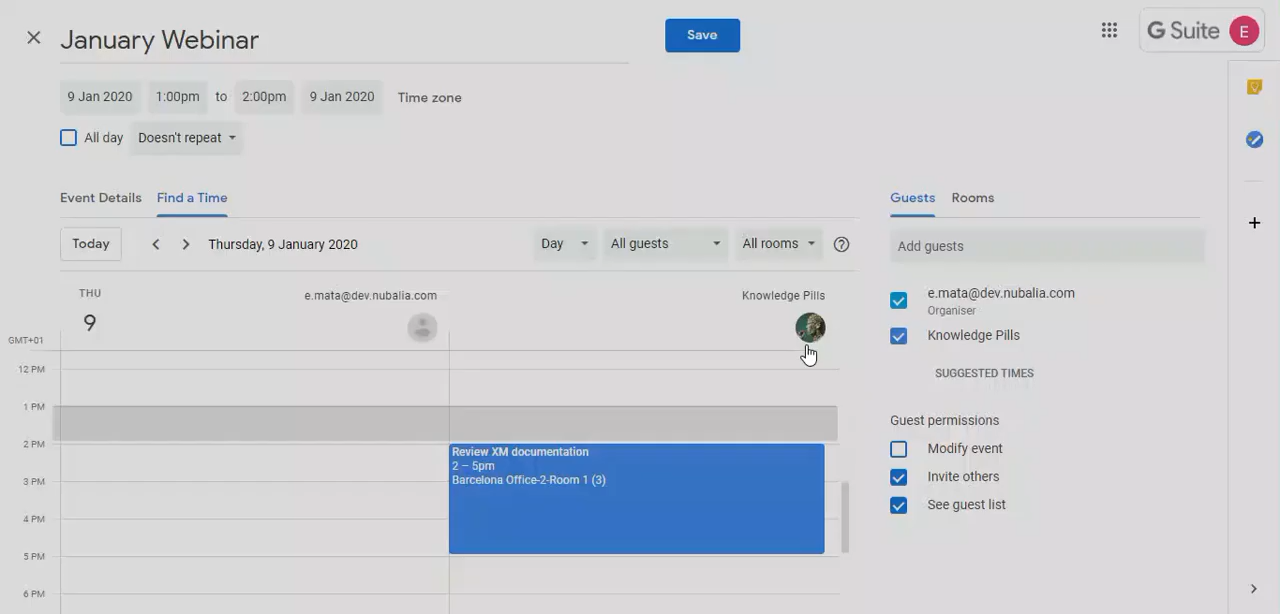 January Webinar
Save
G Suite
E
9 Jan 2020 1:00pm to 2:00pm 9 Jan 2020 Time zone
All day Doesn't repeat
Event Details Find a Time
Guests Rooms
Today Thursday, 9 January 2020 Day All guests All rooms
Add guests
THU
9
GMT+01
e.mata@dev.nubalia.com
Knowledge Pills
e.mata@dev.nubalia.com
Organiser
Knowledge Pills
SUGGESTED TIMES
Guest permissions
Modify event
Invite others
See guest list
12 PM
1 PM
2 PM
3 PM
4 PM
5 PM
6 PM
Review XM documentation
2 – 5pm
Barcelona Office-2-Room 1 (3)